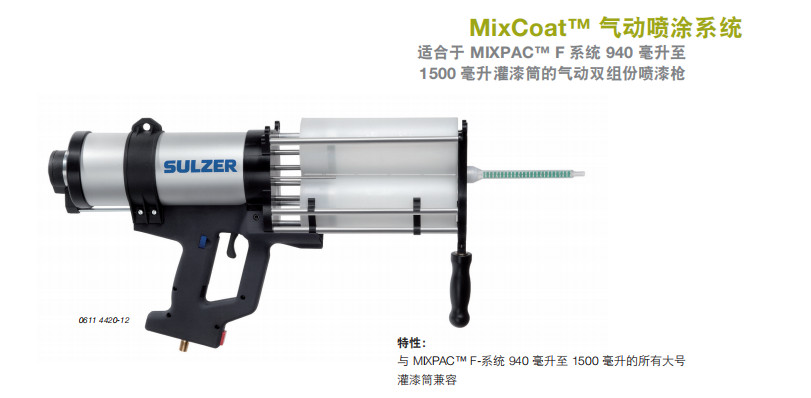 MixCoat™ 气动喷涂系统
适合于 MIXPAC™ F 系统 940 毫升至
1500 毫升灌漆筒的气动双组份喷漆枪
SULZER
0611 4420-12
特性：
与 MIXPAC™ F-系统 940 毫升至 1500 毫升的所有大号
灌漆筒兼容